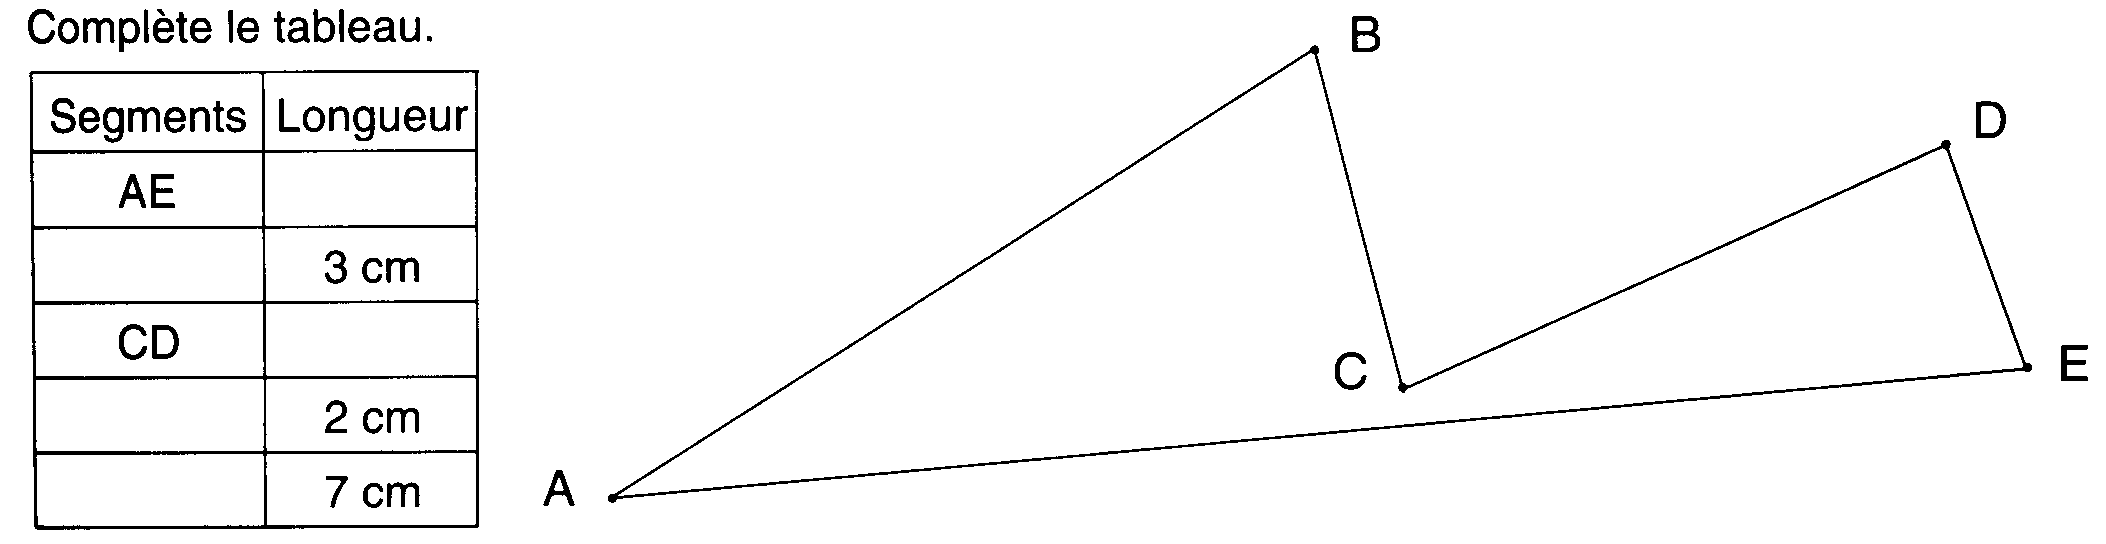 Complète le tableau.
Segments Longueur
AE
3 cm
CD
2 cm
7 cm
B
D
C
E
A